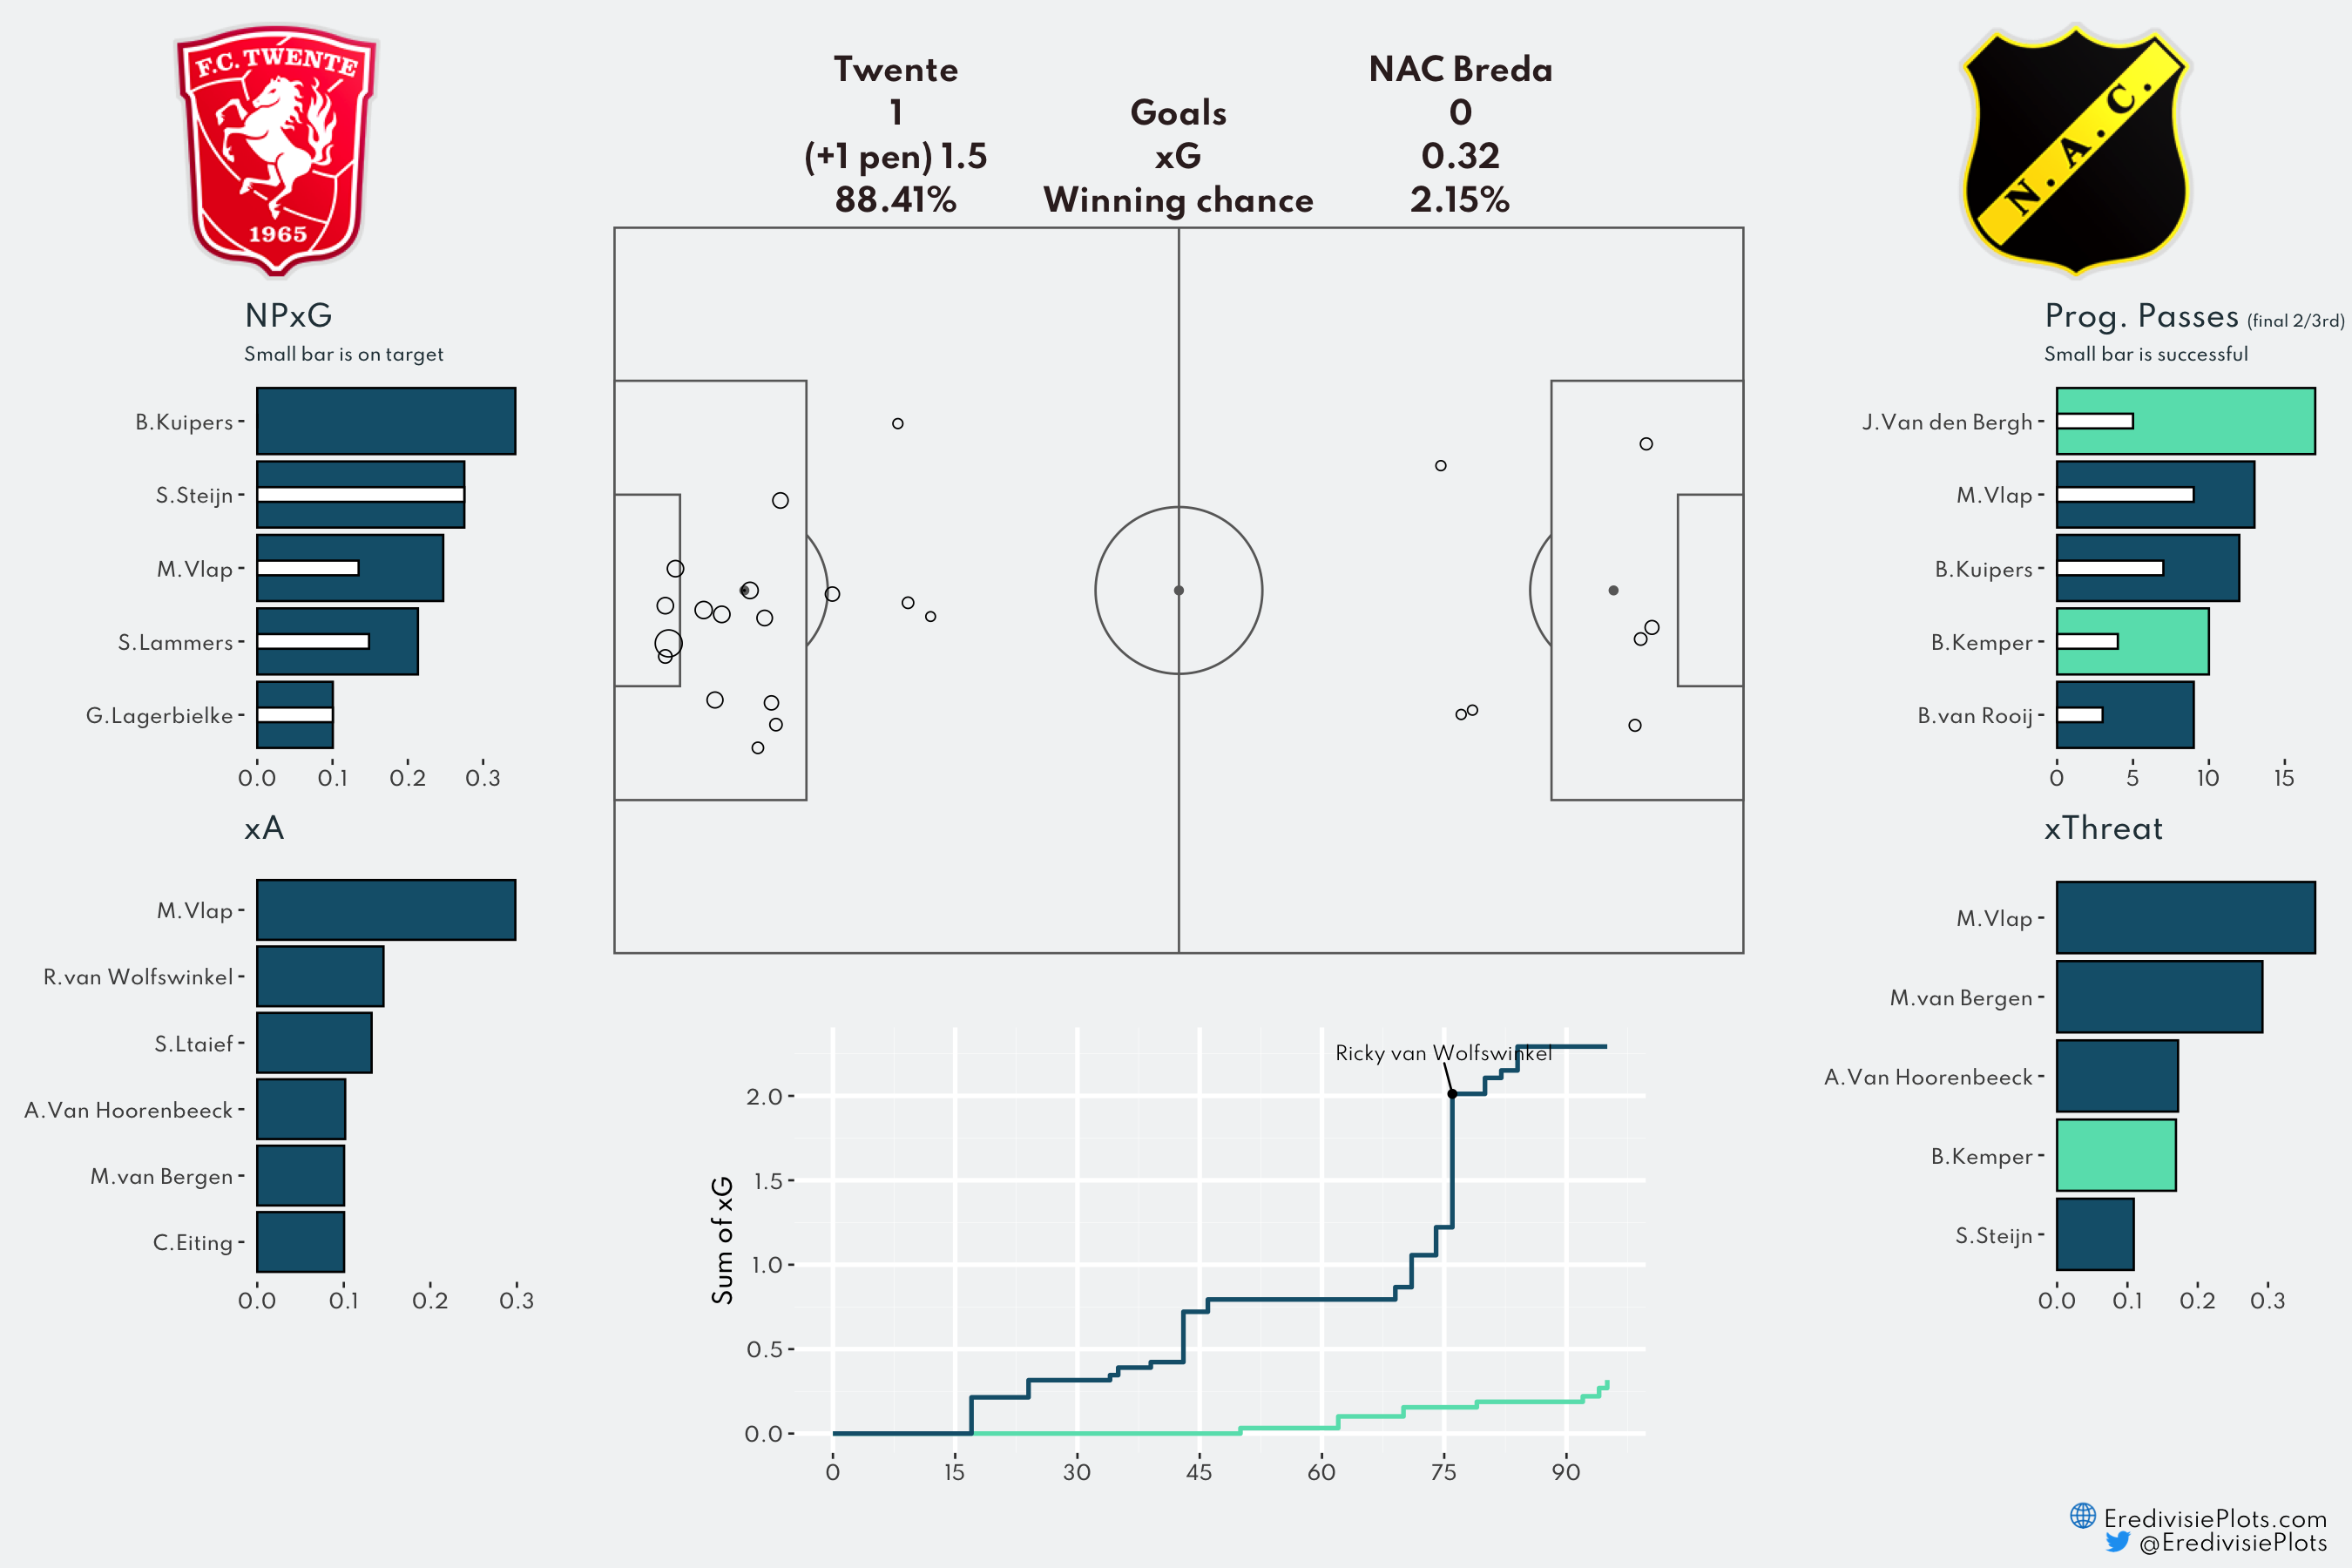 F.C. TWENTE
1965
Twente NAC Breda
1 Goals 0
(+1 pen) 1.5 xG 0.32
88.41% Winning chance 2.15%
N.A.C.
NPxG
Small bar is on target
B.Kuipers
S.Steijn
M.Vlap
S.Lammers
G.Lagerbielke
0.0 0.1 0.2 0.3
xA
M.Vlap
R.van Wolfswinkel
S.Ltaief
A.Van Hoorenbeeck
M.van Bergen
C.Eiting
0.0 0.1 0.2 0.3
Ricky van Wolfswinkel
Sum of xG
2.0
1.5
1.0
0.5
0.0
0 15 30 45 60 75 90
Prog. Passes (final 2/3rd)
Small bar is successful
J.Van den Bergh
M.Vlap
B.Kuipers
B.Kemper
B.van Rooij
0 5 10 15
xThreat
M.Vlap
M.van Bergen
A.Van Hoorenbeeck
B.Kemper
S.Steijn
0.0 0.1 0.2 0.3
EredivisiePlots.com
@EredivisiePlots